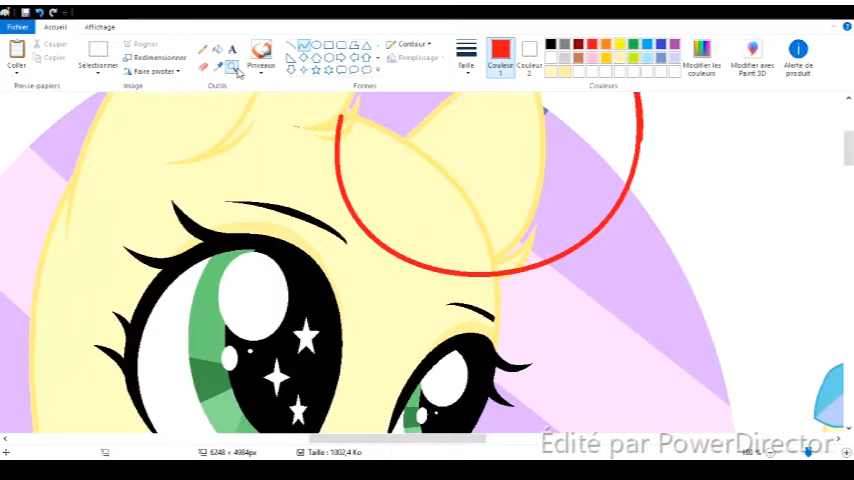 Fichier Accueil Affichage
Coller
Couper
Copier
Presse-papiers
Sélectionner
Rogner
Redimensionner
Faire pivoter
Image
A
Outils
Pinceaux
Contour
Remplissage
Formes
Taille
Couleur 1
Couleur 2
Couleurs
Modifier les couleurs
Modifier avec Paint 3D
Alerte de produit
Édité par PowerDirector
6248 × 4984px
Taille : 1002,4 Ko